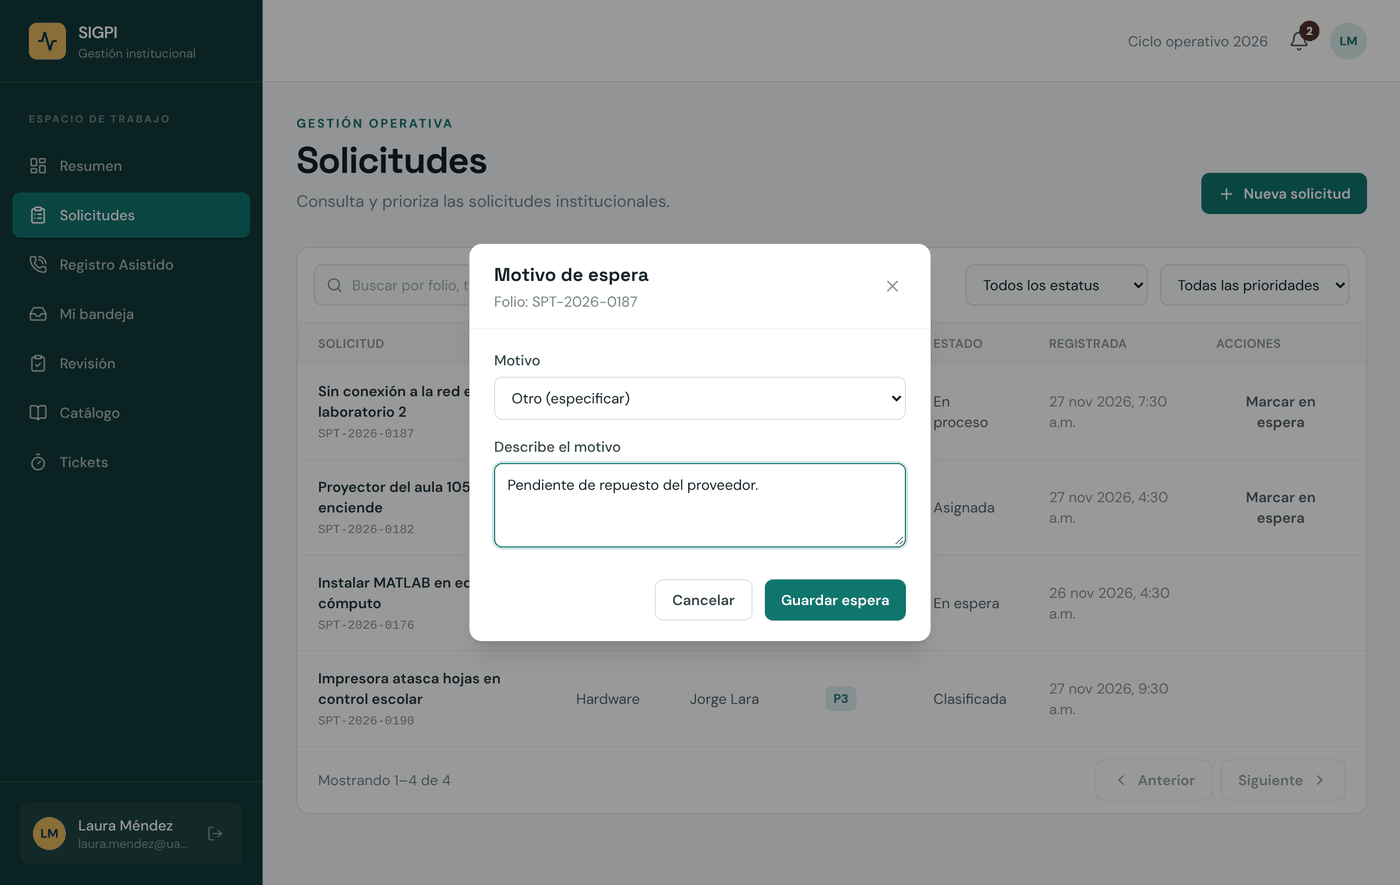 SIGPI
Gestión institucional
ESPACIO DE TRABAJO
Resumen
Solicitudes
Registro Asistido
Mi bandeja
Revisión
Catálogo
Tickets
LM
Laura Méndez
laura.mendez@ua...
Ciclo operativo 2026
2
LM
GESTIÓN OPERATIVA
Solicitudes
Consulta y prioriza las solicitudes institucionales.
Nueva solicitud
Buscar por folio, t
Todos los estatus
Todas las prioridades
SOLICITUD
ESTADO
REGISTRADA
ACCIONES
Sin conexión a la red e
laboratorio 2
SPT-2026-0187
En
proceso
27 nov 2026, 7:30
a.m.
Marcar en
espera
Proyector del aula 105
enciende
SPT-2026-0182
Asignada
27 nov 2026, 4:30
a.m.
Marcar en
espera
Instalar MATLAB en eq
cómputo
SPT-2026-0176
En espera
26 nov 2026, 4:30
a.m.
Impresora atasca hojas en
control escolar
SPT-2026-0190
Hardware
Jorge Lara
P3
Clasificada
27 nov 2026, 9:30
a.m.
Mostrando 1–4 de 4
Anterior
Siguiente
Motivo de espera
Folio: SPT-2026-0187
Motivo
Otro (especificar)
Describe el motivo
Pendiente de repuesto del proveedor.
Cancelar
Guardar espera